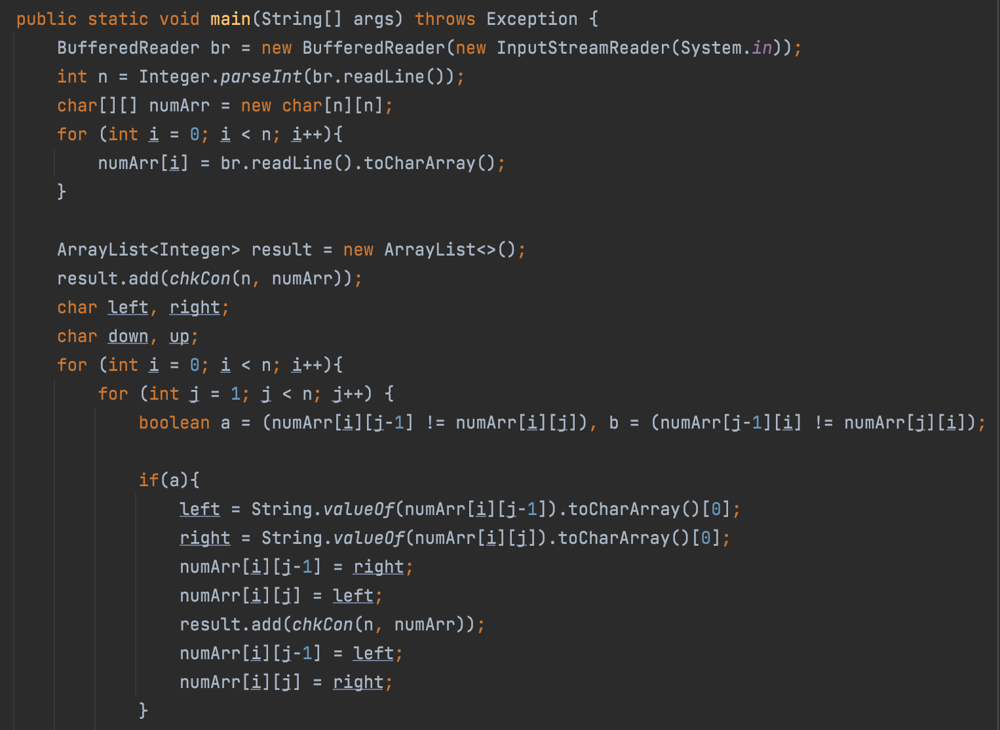 public static void main(String[] args) throws Exception {
    BufferedReader br = new BufferedReader(new InputStreamReader(System.in));
    int n = Integer.parseInt(br.readLine());
    char[][] numArr = new char[n][n];
    for (int i = 0; i < n; i++){
        numArr[i] = br.readLine().toCharArray();
    }

    ArrayList<Integer> result = new ArrayList<>();
    result.add(chkCon(n, numArr));
    char left, right;
    char down, up;
    for (int i = 0; i < n; i++){
        for (int j = 1; j < n; j++) {
            boolean a = (numArr[i][j-1] != numArr[i][j]), b = (numArr[j-1][i] != numArr[j][i]);

            if(a){
                left = String.valueOf(numArr[i][j-1]).toCharArray()[0];
                right = String.valueOf(numArr[i][j]).toCharArray()[0];
                numArr[i][j-1] = right;
                numArr[i][j] = left;
                result.add(chkCon(n, numArr));
                numArr[i][j-1] = left;
                numArr[i][j] = right;
            }